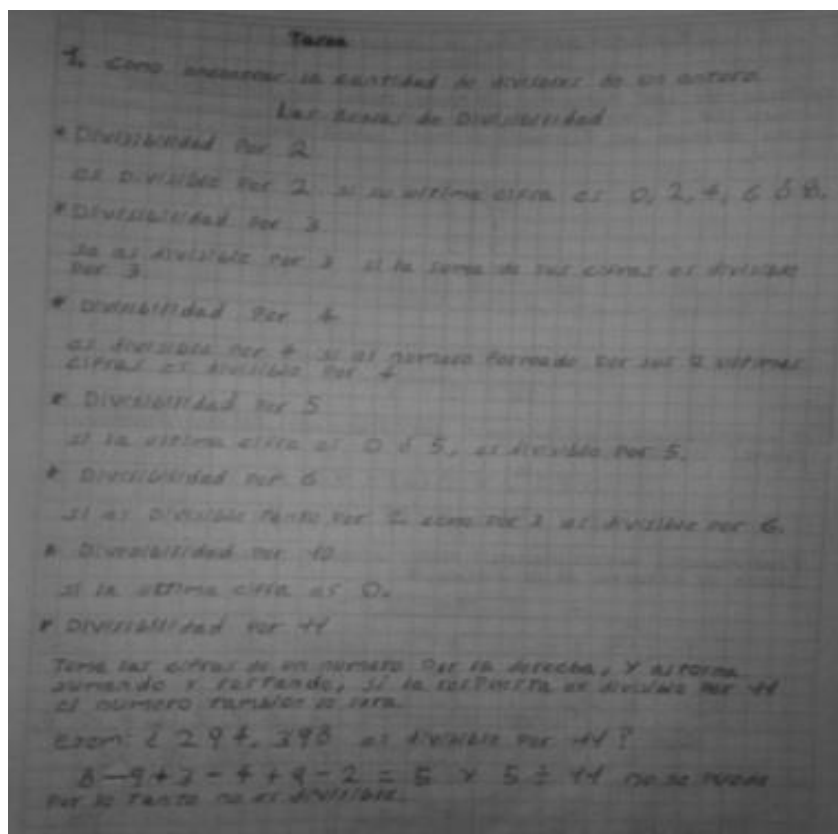 Tarea
1. Como encontrar la cantidad de divisores de un entero.
Las Reglas de Divisibilidad
* Divisibilidad Por 2
es Divisible Por 2 si su ultima cifra es 0, 2, 4, 6 ó 8.
* Divisibilidad Por 3
es divisible Por 3 si la suma de sus cifras es divisible
Por 3.
* Divisibilidad Por 4
es divisible Por 4 si el numero formado Por sus 2 ultimas
cifras es divisible Por 4
* Divisibilidad Por 5
si la ultima cifra es 0 ó 5, es divisible Por 5.
* Divisibilidad Por 6
si es Divisible Tanto Por 2 como Por 3 es divisible Por 6.
* Divisibilidad Por 10
si la ultima cifra es 0.
* Divisibilidad Por 11
Toma las cifras de un numero Por la derecha, Y alterna
sumando Y restando, si la respuesta es divisible Por 11
el numero Tambien lo sera.
Ejem: ¿ 294, 398 es divisible Por 11?
8-9+3-4+9-2 = 5 Y 5 ÷ 11 no se Puede
Por lo Tanto no es divisible.